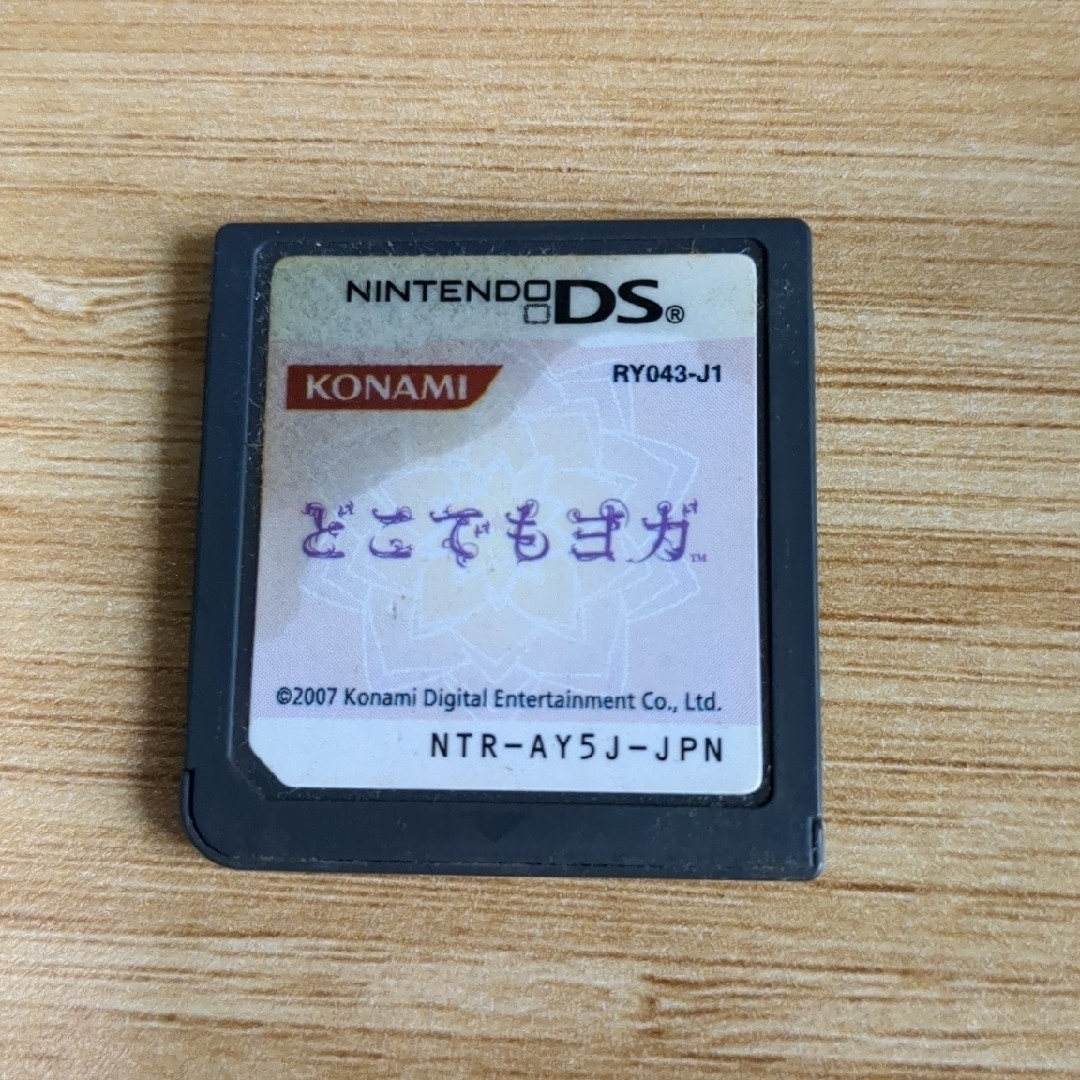 NINTENDO DS®
KONAMI
RY043-J1
どこでもヨガ™
©2007 Konami Digital Entertainment Co., Ltd.
NTR-AY5J-JPN